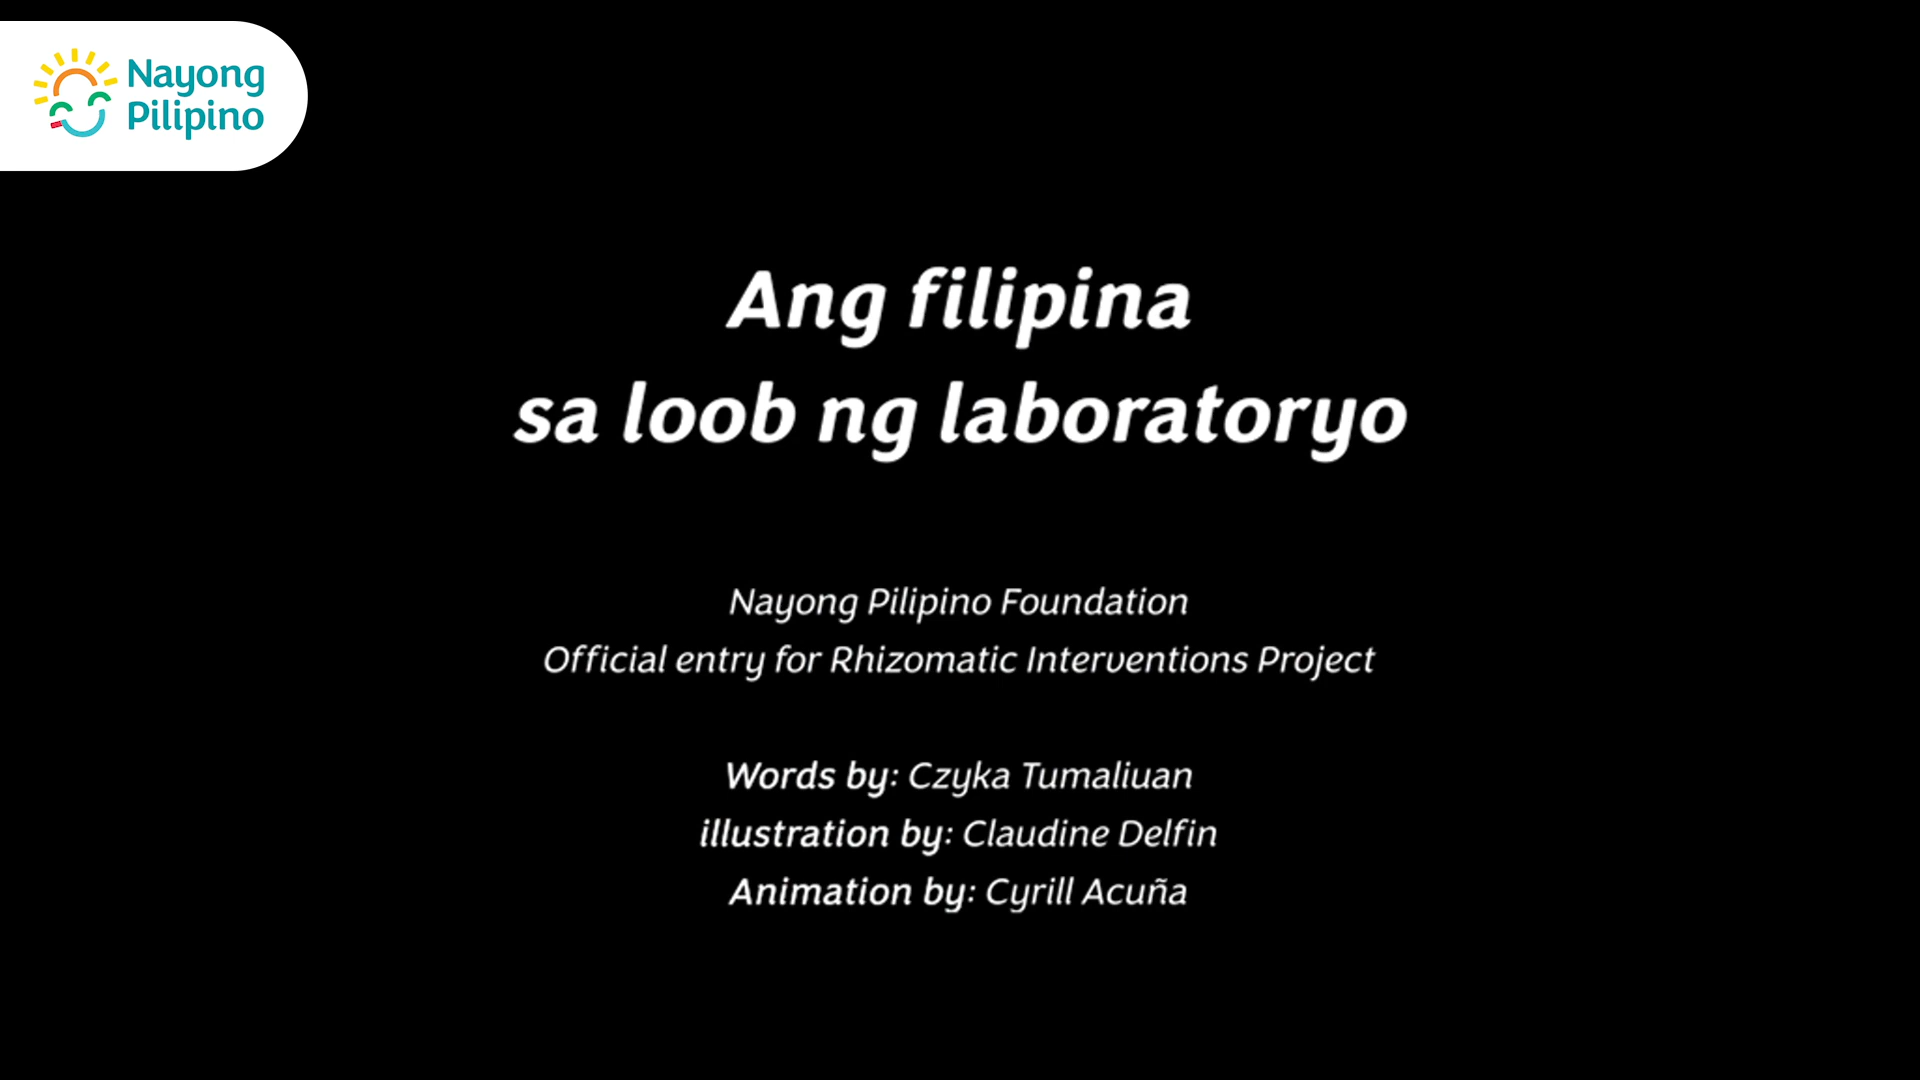 Nayong
Pilipino
Ang filipina
sa loob ng laboratoryo
Nayong Pilipino Foundation
Official entry for Rhizomatic Interventions Project
Words by: Czyka Tumaliuan
illustration by: Claudine Delfin
Animation by: Cyrill Acuña